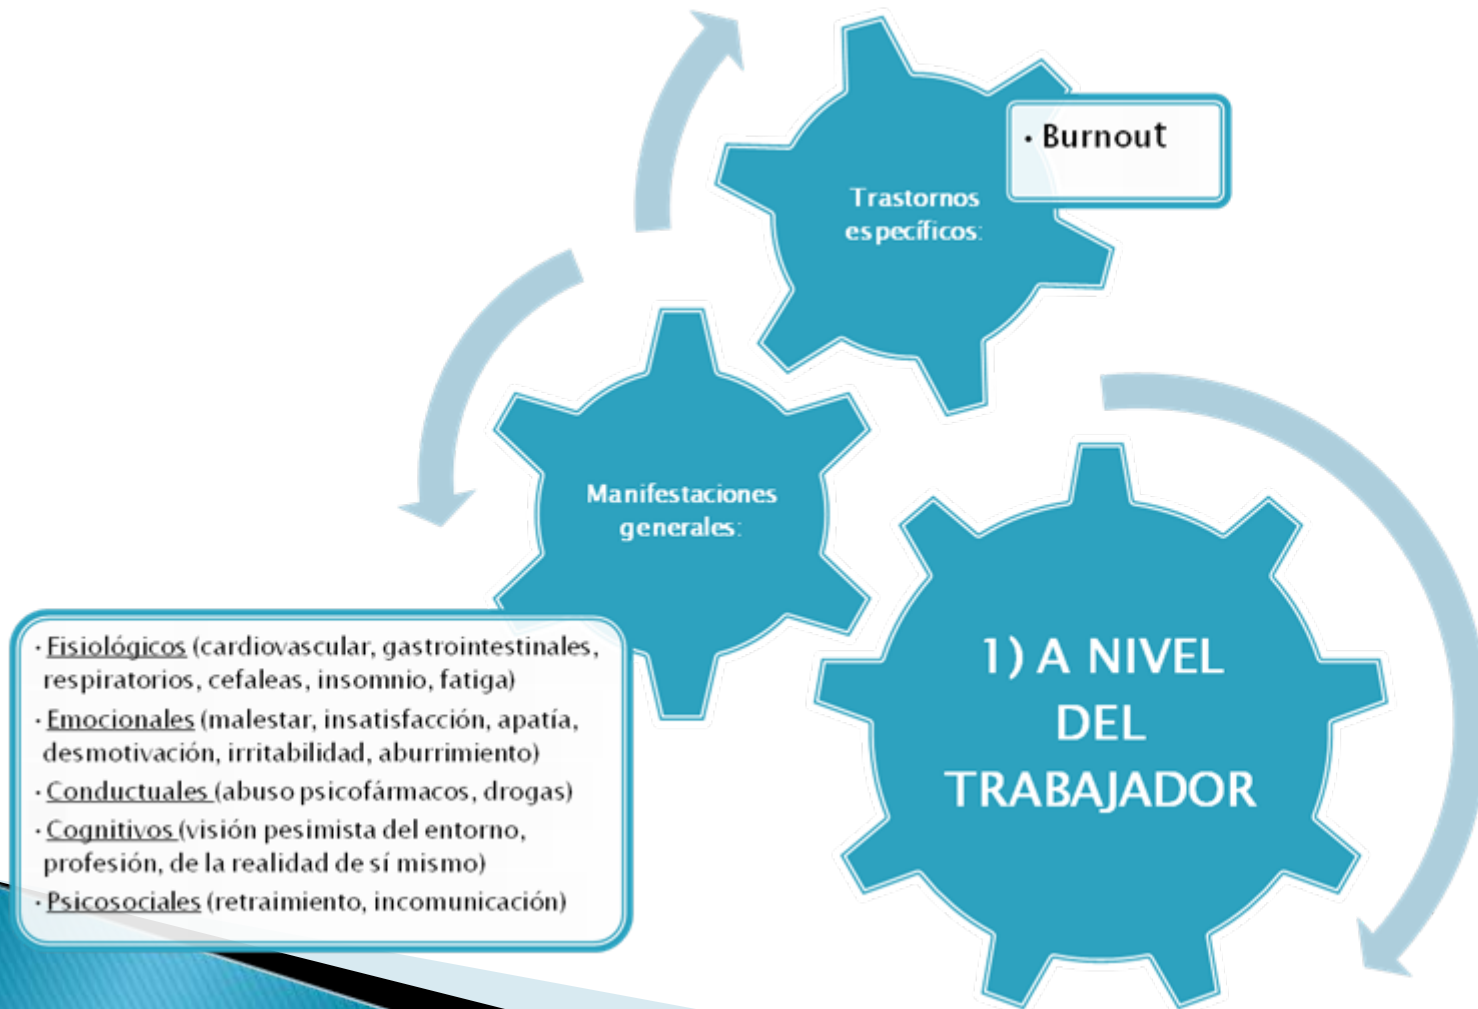 · Burnout
Trastornos
específicos:
Manifestaciones
generales:
· Fisiológicos (cardiovascular, gastrointestinales,
respiratorios, cefaleas, insomnio, fatiga)
· Emocionales (malestar, insatisfacción, apatía,
desmotivación, irritabilidad, aburrimiento)
· Conductuales (abuso psicofármacos, drogas)
· Cognitivos (visión pesimista del entorno,
profesión, de la realidad de sí mismo)
· Psicosociales (retraimiento, incomunicación)
1) A NIVEL
DEL
TRABAJADOR